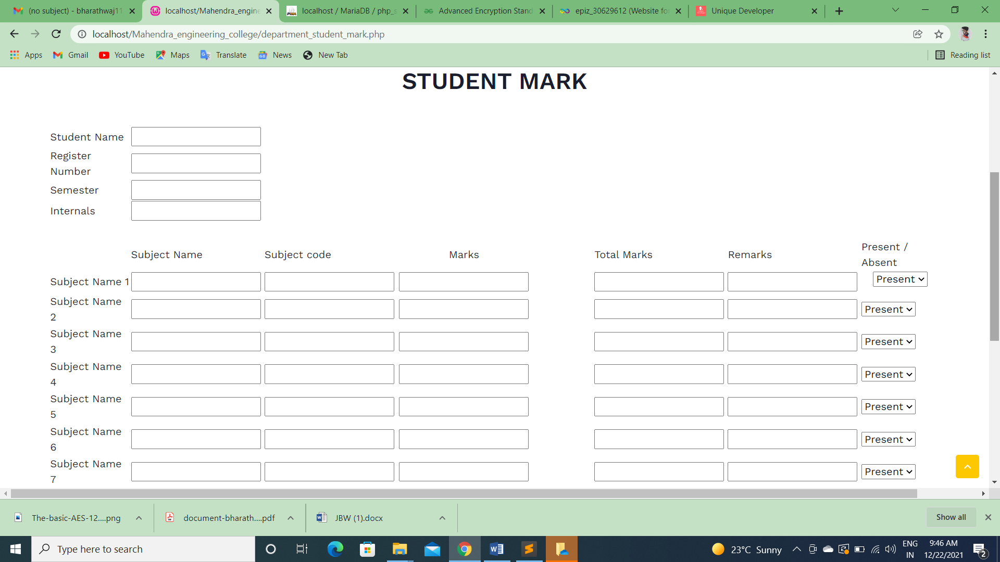 (no subject) - bharathwaj11
localhost/Mahendra_engine
localhost / MariaDB / php_s
Advanced Encryption Stand
epiz_30629612 (Website for
Unique Developer
localhost/Mahendra_engineering_college/department_student_mark.php
Apps Gmail YouTube Maps Translate News New Tab Reading list
STUDENT MARK
Student Name
Register
Number
Semester
Internals
Subject Name Subject code Marks Total Marks Remarks Present /
Absent
Subject Name 1 Present
Subject Name
2 Present
Subject Name
3 Present
Subject Name
4 Present
Subject Name
5 Present
Subject Name
6 Present
Subject Name
7 Present
The-basic-AES-12....png
document-bharath....pdf
JBW (1).docx
Show all
Type here to search
23°C Sunny
ENG
IN
9:46 AM
12/22/2021
2